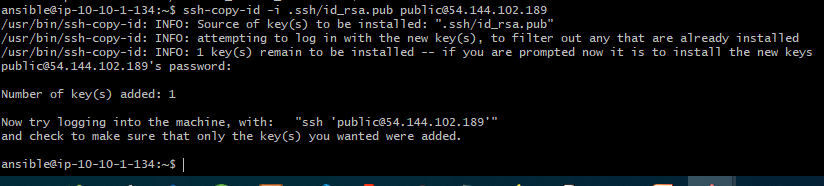 ansible@ip-10-10-1-134:~$ ssh-copy-id -i .ssh/id_rsa.pub public@54.144.102.189
/usr/bin/ssh-copy-id: INFO: Source of key(s) to be installed: ".ssh/id_rsa.pub"
/usr/bin/ssh-copy-id: INFO: attempting to log in with the new key(s), to filter out any that are already installed
/usr/bin/ssh-copy-id: INFO: 1 key(s) remain to be installed -- if you are prompted now it is to install the new keys
public@54.144.102.189's password:
Number of key(s) added: 1
Now try logging into the machine, with:   "ssh 'public@54.144.102.189'"
and check to make sure that only the key(s) you wanted were added.
ansible@ip-10-10-1-134:~$